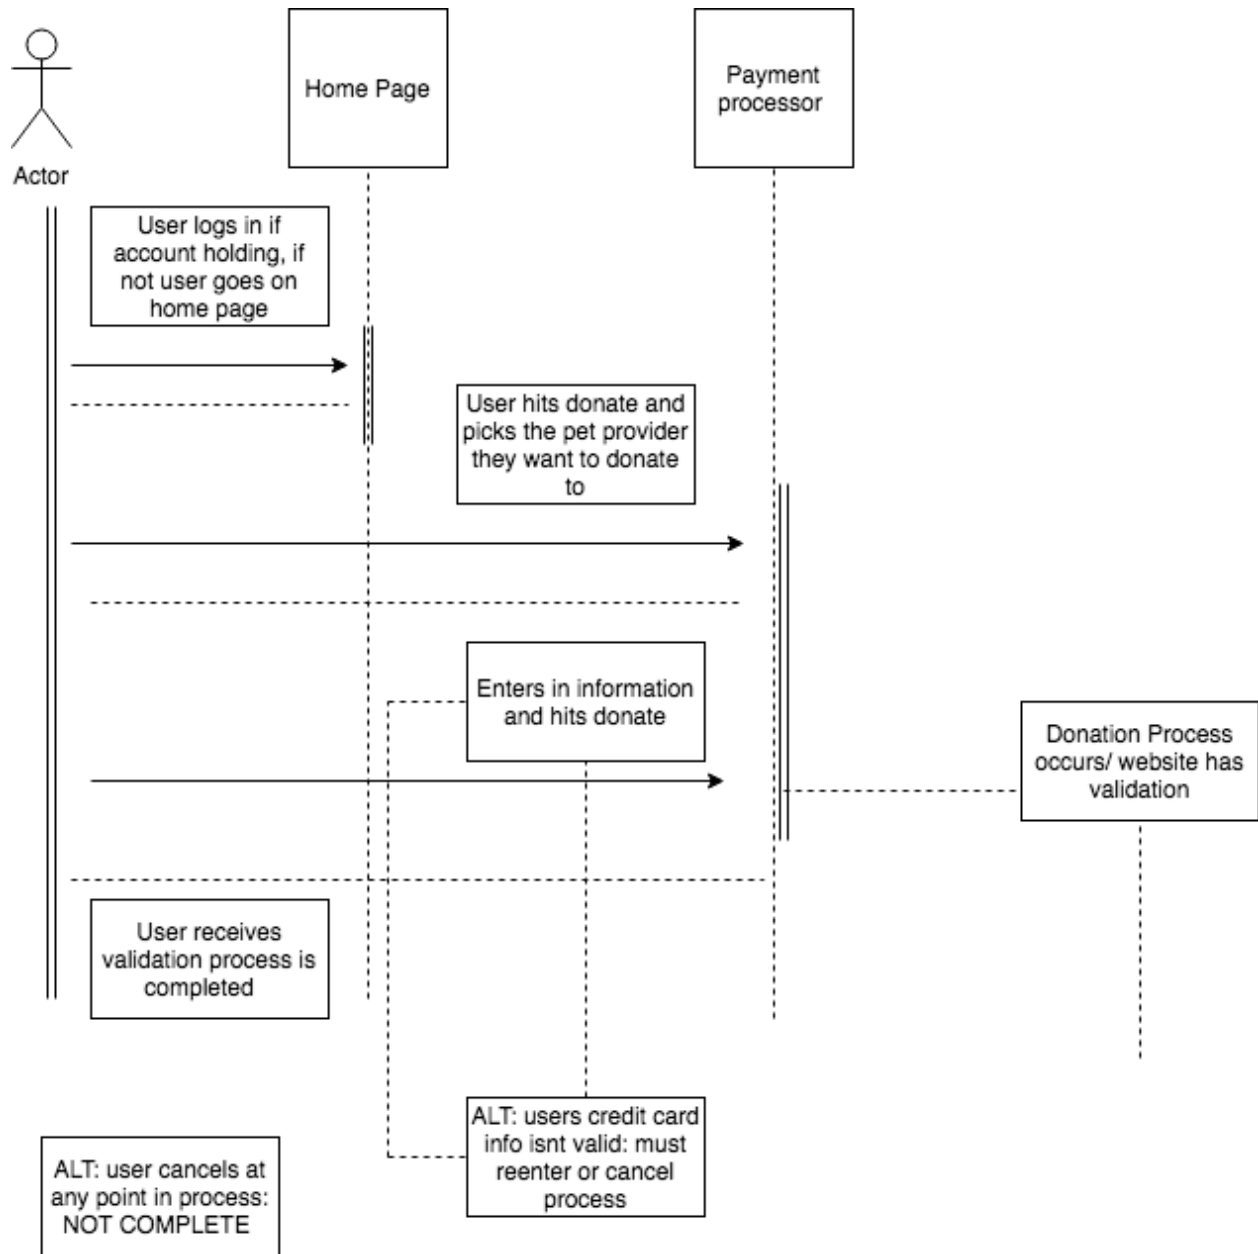 Home Page
Payment
processor
Actor
User logs in if
account holding, if
not user goes on
home page
User hits donate and
picks the pet provider
they want to donate
to
Enters in information
and hits donate
Donation Process
occurs/ website has
validation
User receives
validation process is
completed
ALT: users credit card
info isnt valid: must
reenter or cancel
process
ALT: user cancels at
any point in process:
NOT COMPLETE